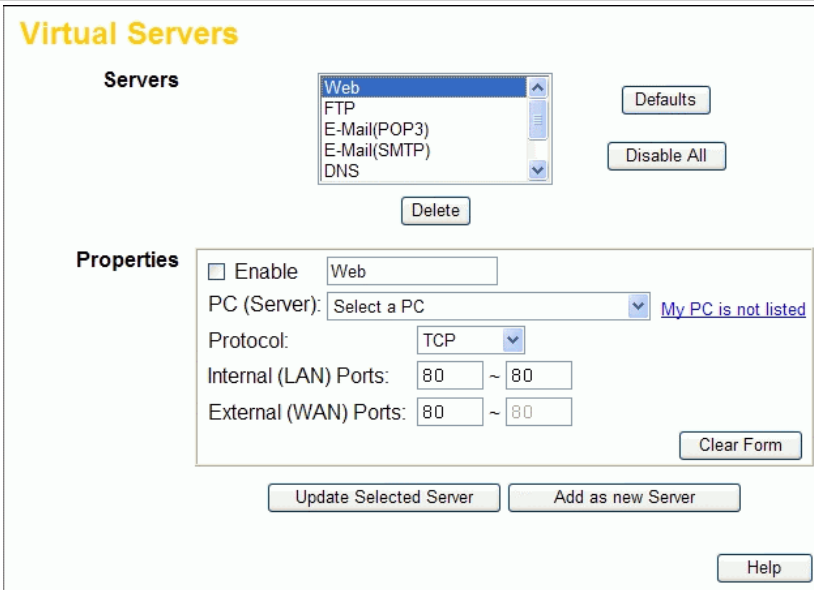 Virtual Servers
Servers
Web
FTP
E-Mail(POP3)
E-Mail(SMTP)
DNS
Defaults
Disable All
Delete
Properties
Enable Web
PC (Server): Select a PC My PC is not listed
Protocol: TCP
Internal (LAN) Ports: 80 ~ 80
External (WAN) Ports: 80 ~ 80
Clear Form
Update Selected Server Add as new Server
Help